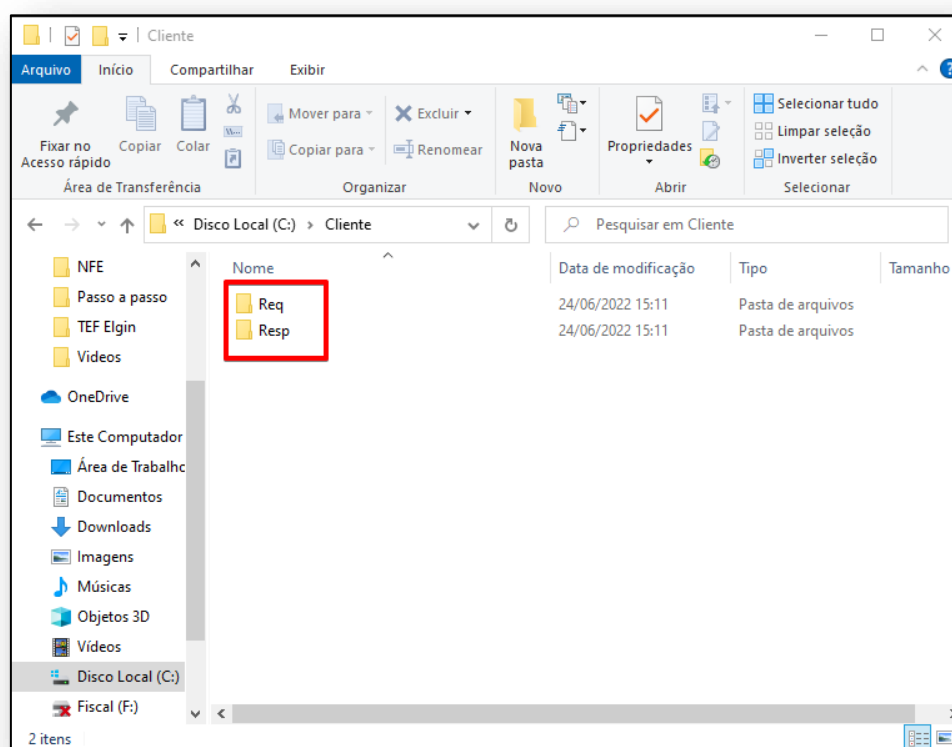 Cliente
Arquivo Início Compartilhar Exibir ?
Fixar no Acesso rápido
Copiar
Colar
Mover para
Copiar para
Excluir
Renomear
Nova pasta
Propriedades
Selecionar tudo
Limpar seleção
Inverter seleção
Área de Transferência Organizar Novo Abrir Selecionar
« Disco Local (C:) › Cliente
Pesquisar em Cliente
NFE
Passo a passo
TEF Elgin
Videos
OneDrive
Este Computador
Área de Trabalho
Documentos
Downloads
Imagens
Músicas
Objetos 3D
Vídeos
Disco Local (C:)
Fiscal (F:)
Nome Data de modificação Tipo Tamanho
Req 24/06/2022 15:11 Pasta de arquivos
Resp 24/06/2022 15:11 Pasta de arquivos
2 itens